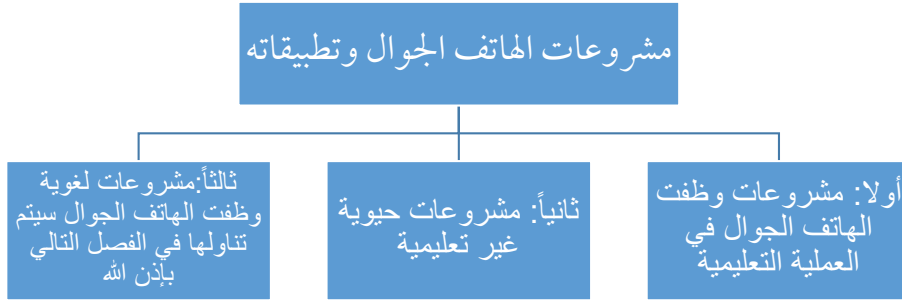 مشروعات الهاتف الجوال وتطبيقاته
أولا: مشروعات وظفت
الهاتف الجوال في
العملية التعليمية
ثانياً: مشروعات حيوية
غير تعليمية
ثالثاً:مشروعات لغوية
وظفت الهاتف الجوال سيتم
تناولها في الفصل التالي
بإذن الله